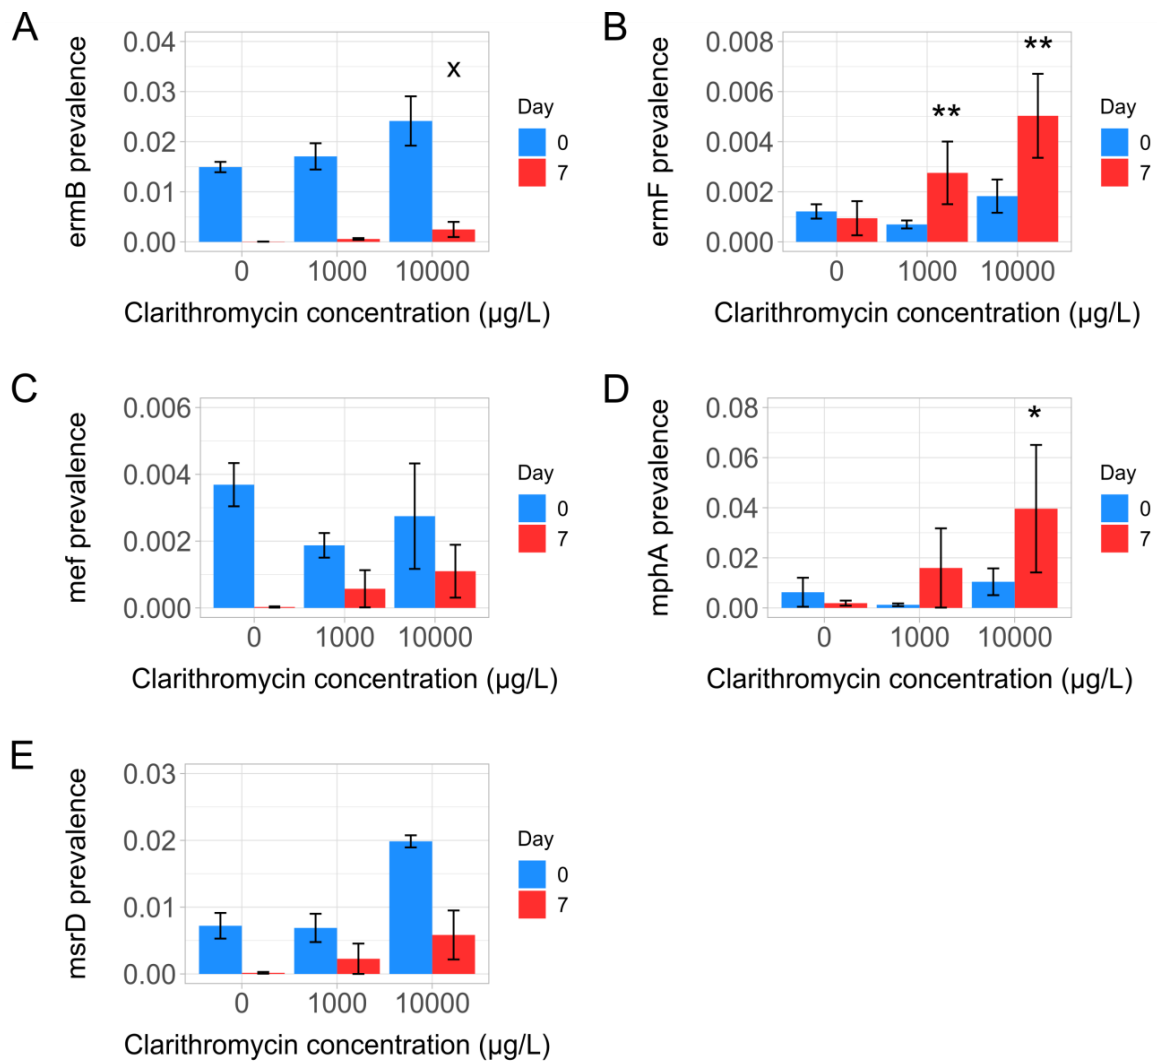 A
ermB prevalence
0.04
0.03
0.02
0.01
0.00
x
0 1000 10000
Clarithromycin concentration (µg/L)
Day
0
7
B
ermF prevalence
0.008
0.006
0.004
0.002
0.000
**
**
0 1000 10000
Clarithromycin concentration (µg/L)
Day
0
7
C
mef prevalence
0.006
0.004
0.002
0.000
0 1000 10000
Clarithromycin concentration (µg/L)
Day
0
7
D
mphA prevalence
0.08
0.06
0.04
0.02
0.00
*
0 1000 10000
Clarithromycin concentration (µg/L)
Day
0
7
E
msrD prevalence
0.03
0.02
0.01
0.00
0 1000 10000
Clarithromycin concentration (µg/L)
Day
0
7